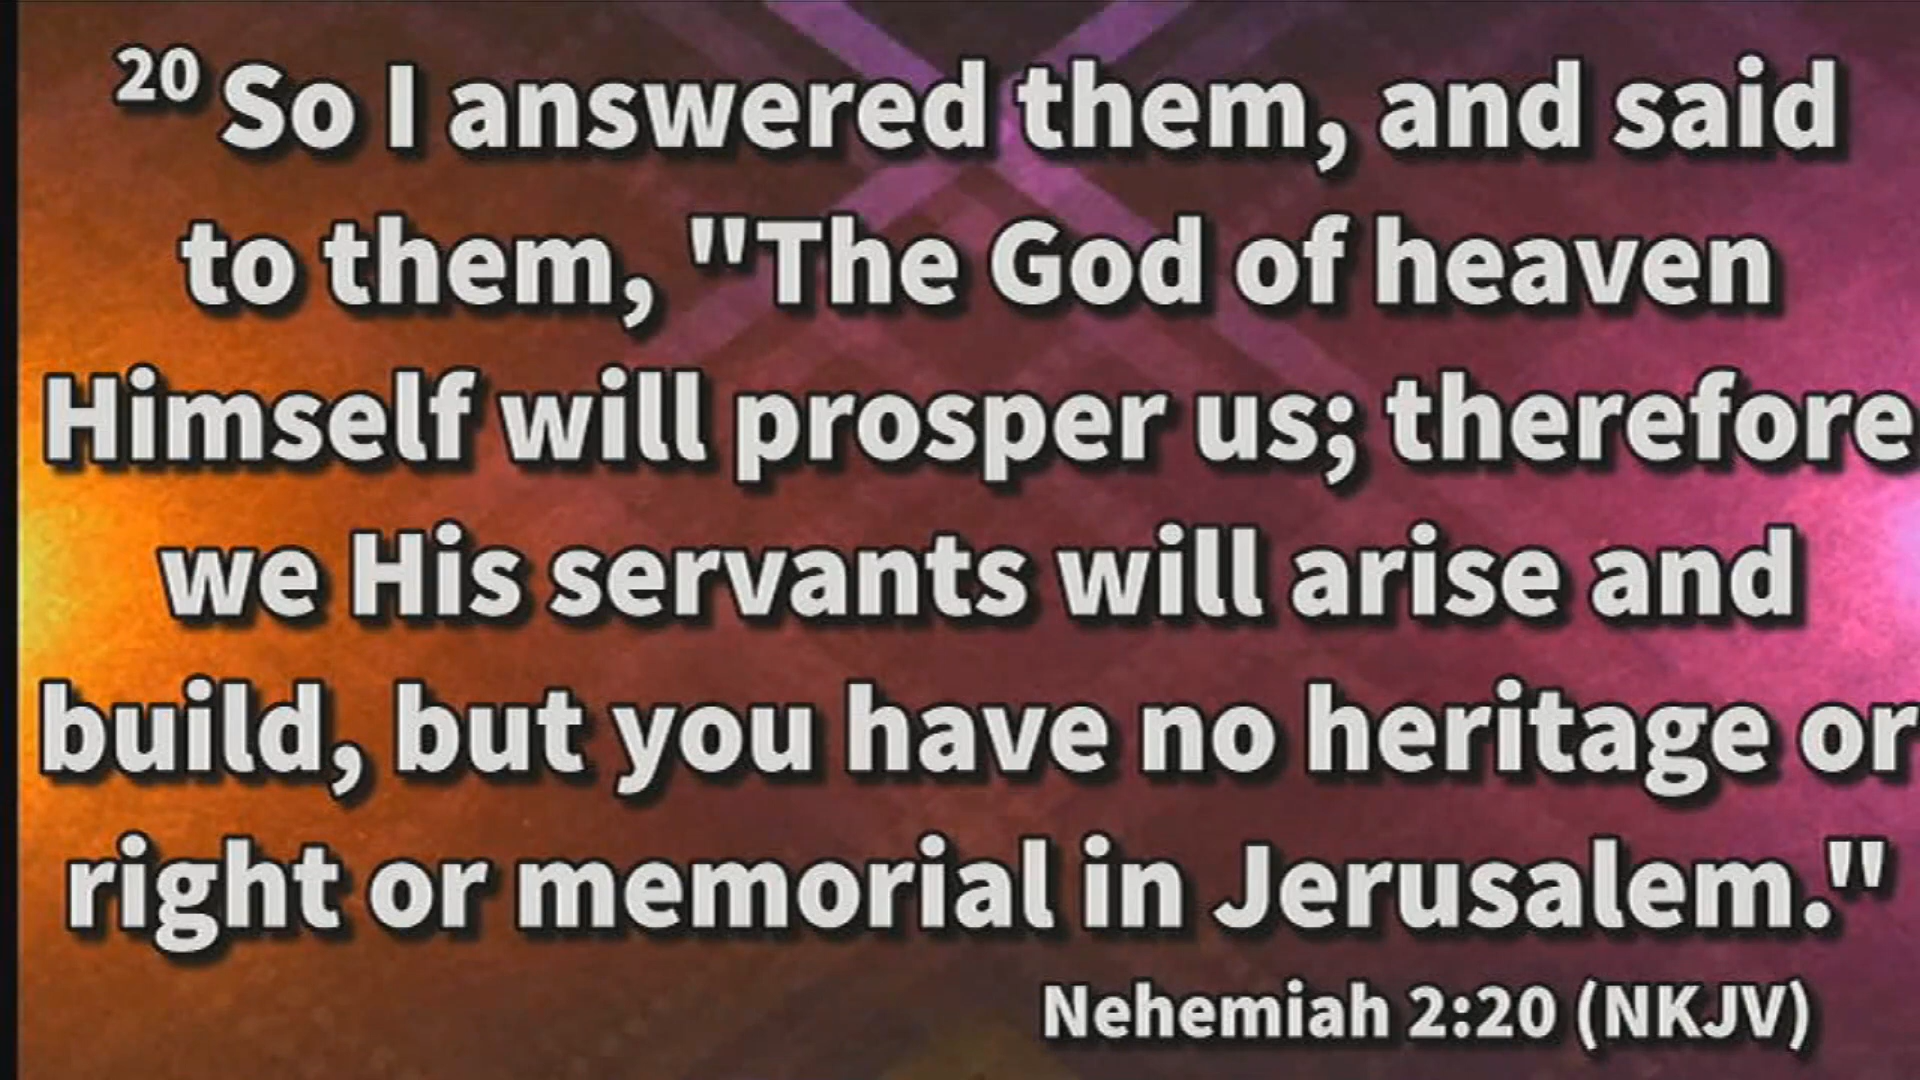 20 So I answered them, and said
to them, "The God of heaven
Himself will prosper us; therefore
we His servants will arise and
build, but you have no heritage or
right or memorial in Jerusalem."
Nehemiah 2:20 (NKJV)